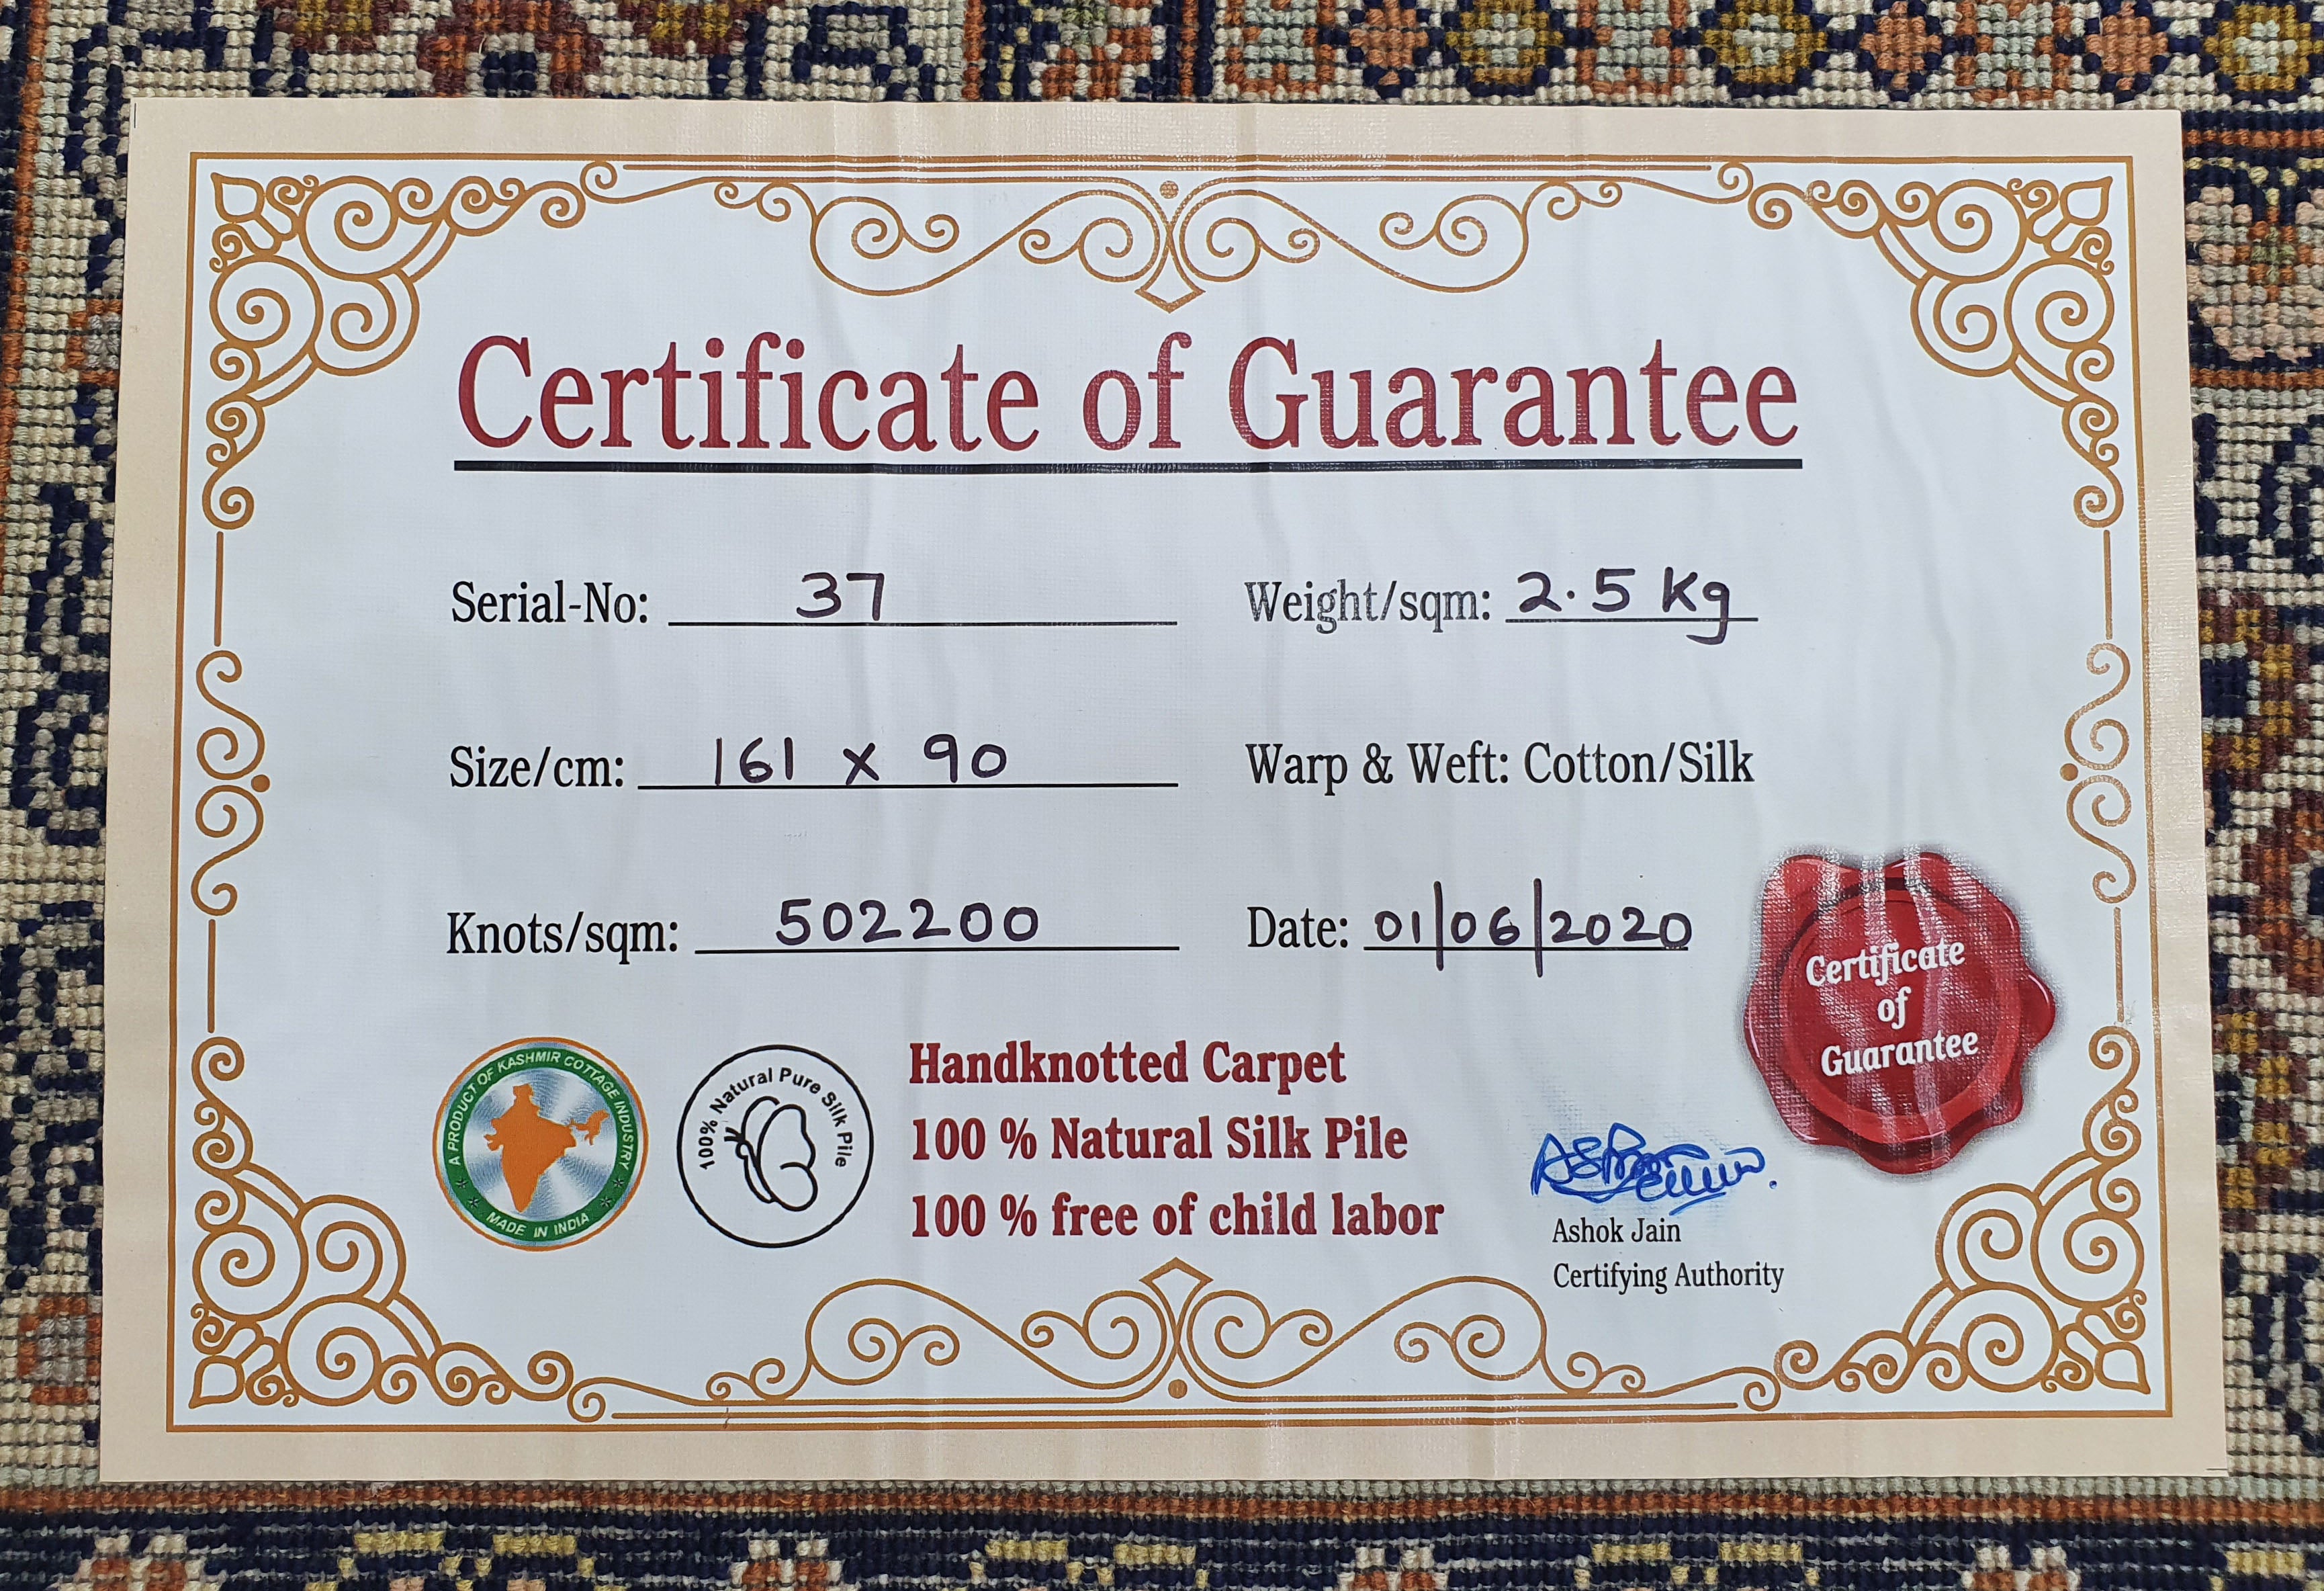 Certificate of Guarantee
Serial-No: 37
Weight/sqm: 2.5 Kg
Size/cm: 161 x 90
Warp & Weft: Cotton/Silk
Knots/sqm: 502200
Date: 01/06/2020
Certificate
of
Guarantee
A PRODUCT OF KASHMIR COTTAGE INDUSTRY
MADE IN INDIA
100% Natural Pure Silk Pile
Handknotted Carpet
100 % Natural Silk Pile
100 % free of child labor
Ashok Jain
Certifying Authority